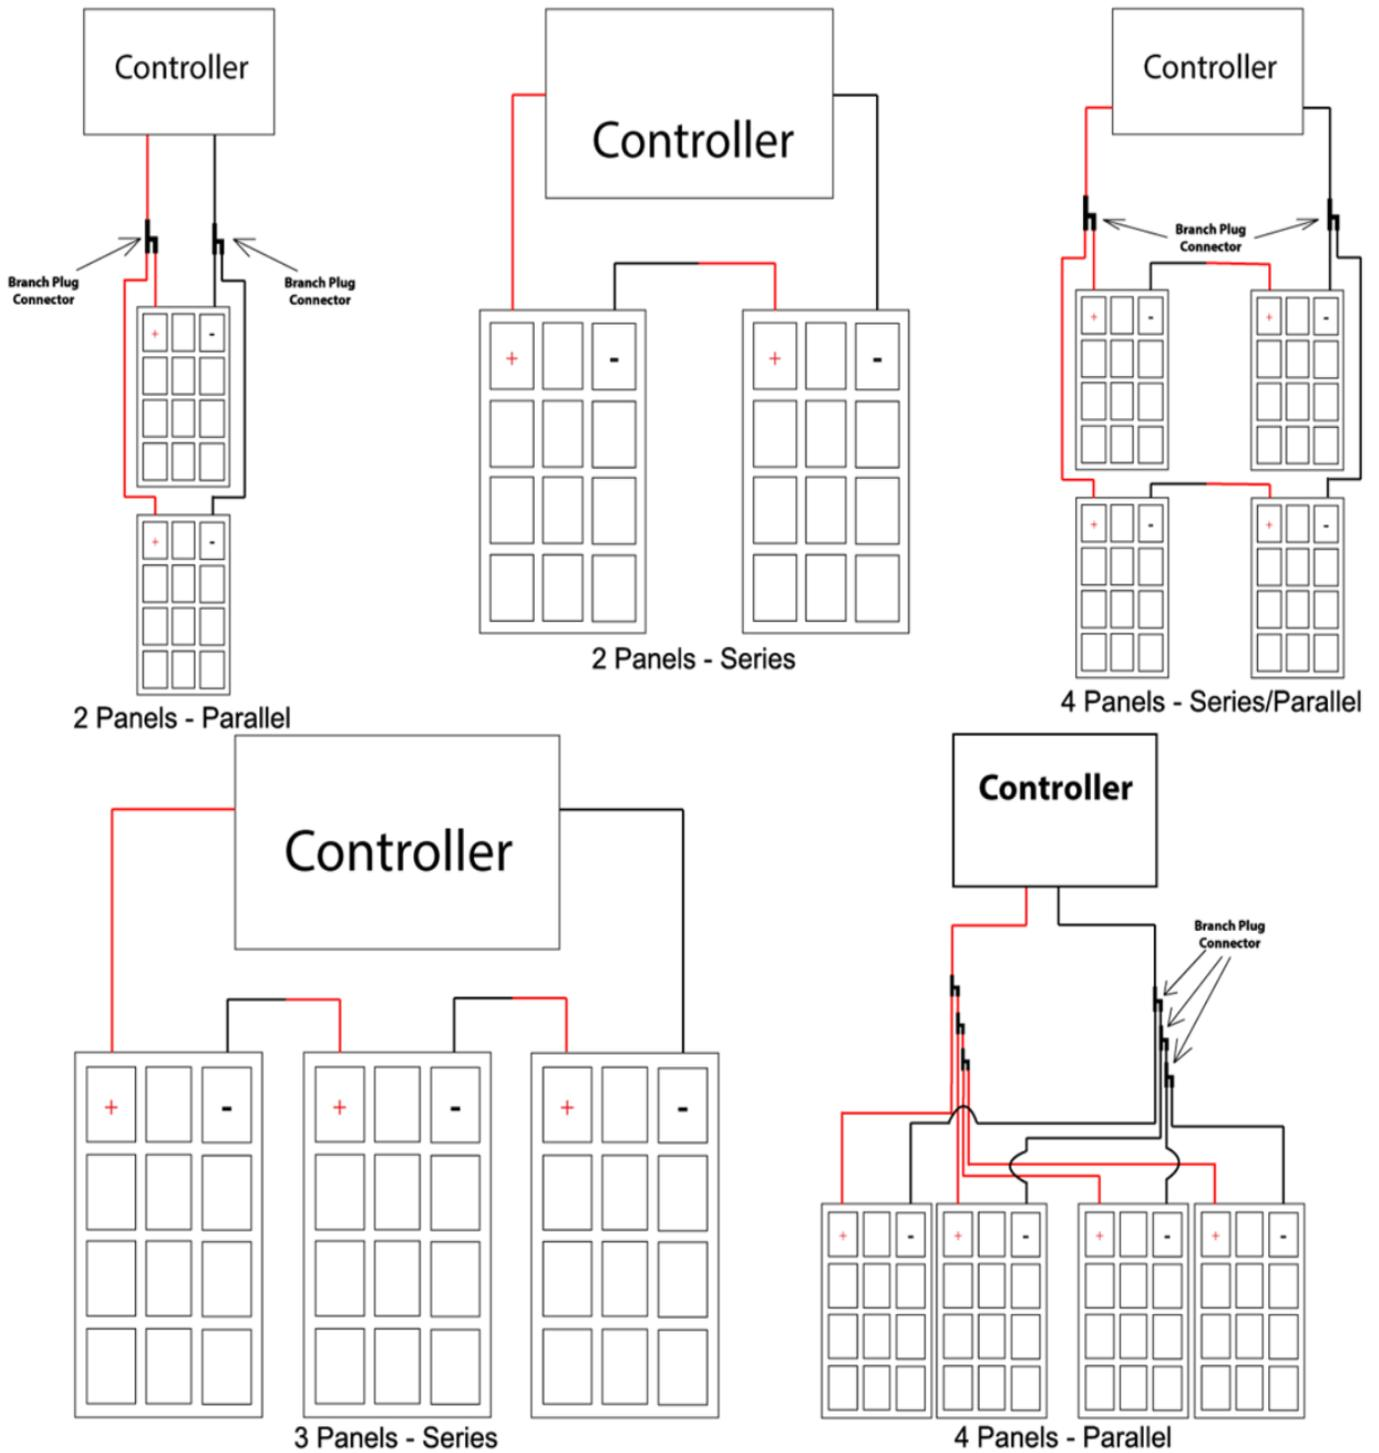 Controller
Branch Plug
Connector
Branch Plug
Connector
+ -
+ -
2 Panels - Parallel
Controller
+ -
+ -
2 Panels - Series
Controller
Branch Plug
Connector
+ -
+ -
+ -
+ -
4 Panels - Series/Parallel
Controller
+ -
+ -
+ -
3 Panels - Series
Controller
Branch Plug
Connector
+ -
+ -
+ -
+ -
4 Panels - Parallel